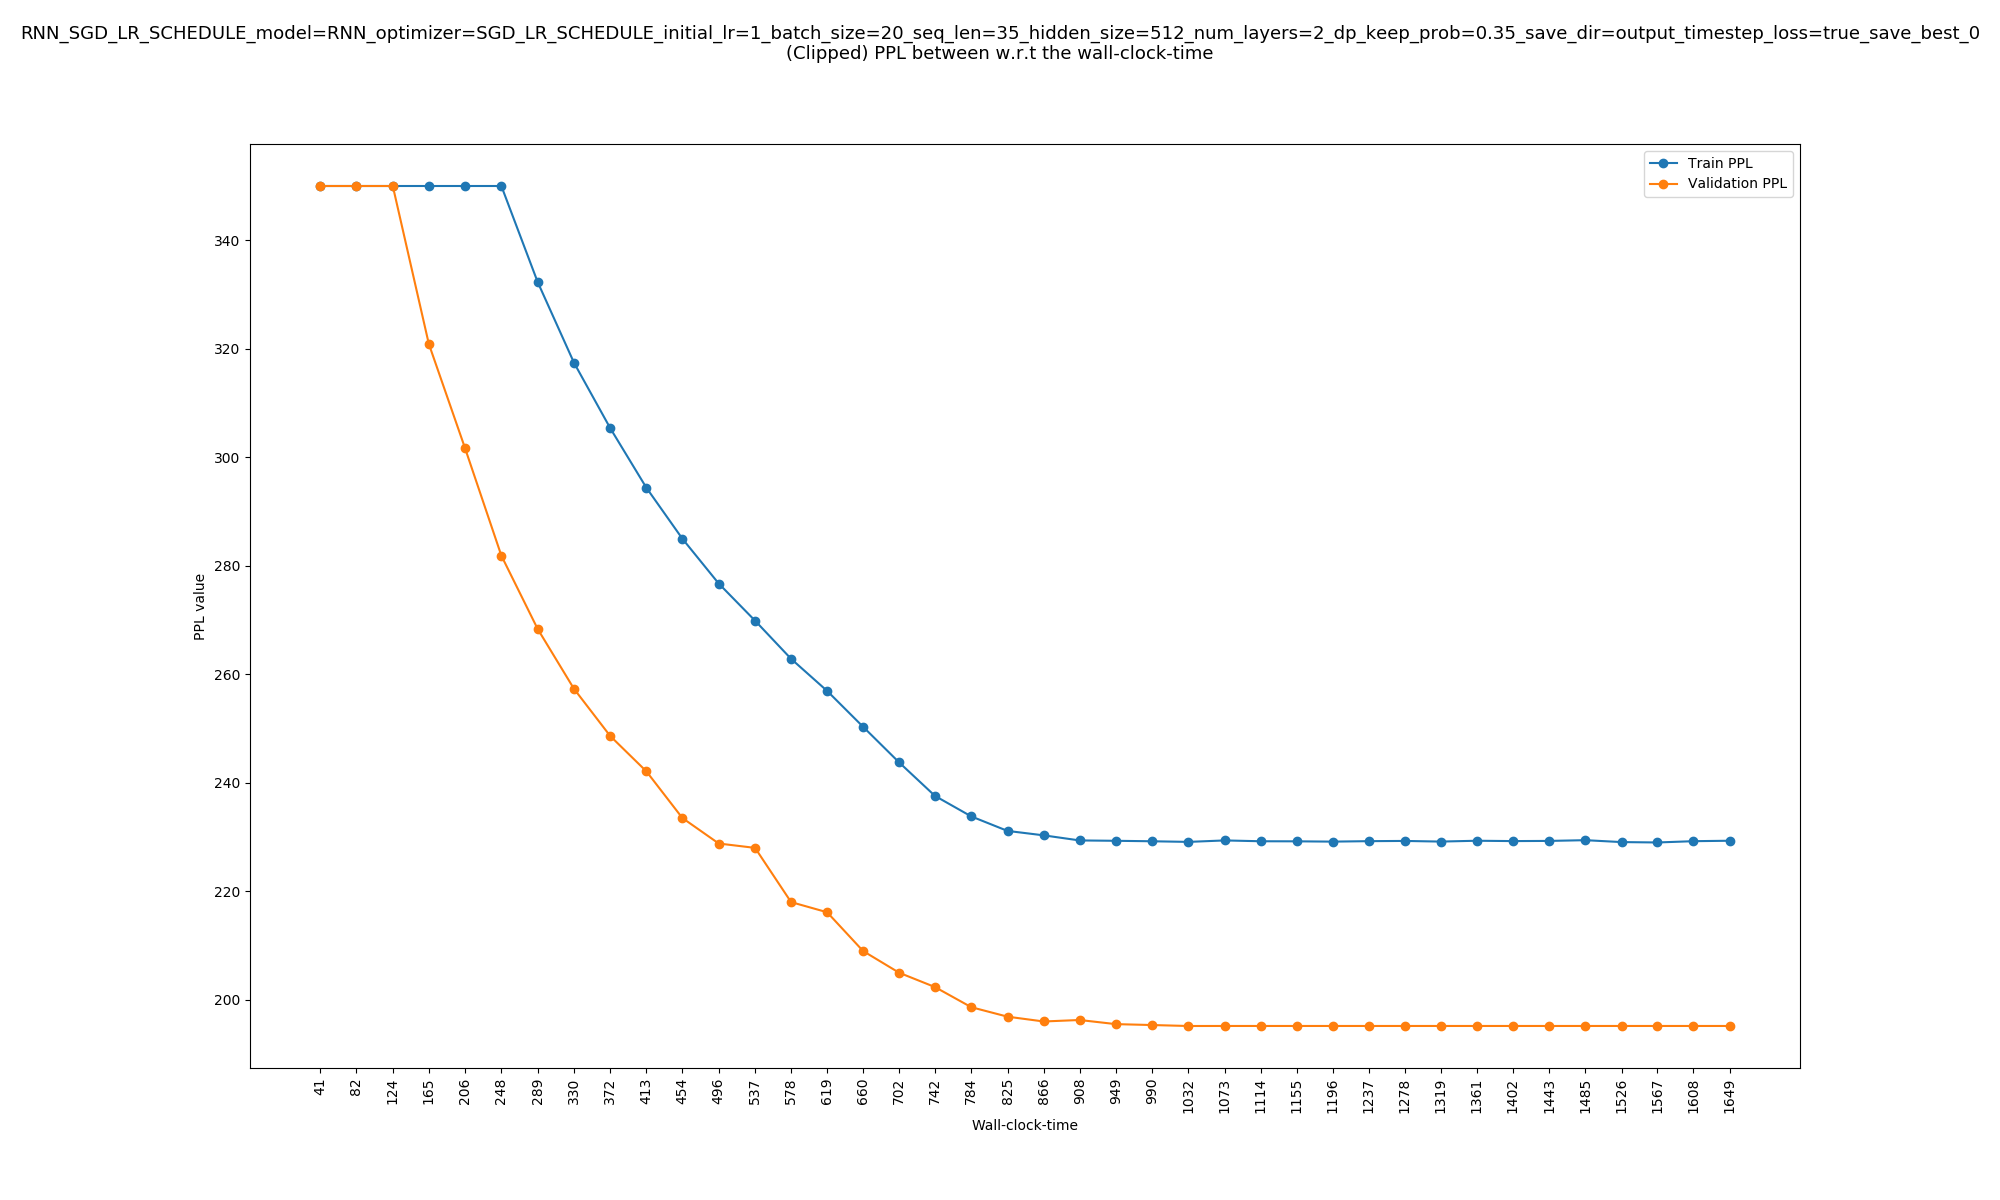 RNN_SGD_LR_SCHEDULE_model=RNN_optimizer=SGD_LR_SCHEDULE_initial_lr=1_batch_size=20_seq_len=35_hidden_size=512_num_layers=2_dp_keep_prob=0.35_save_dir=output_timestep_loss=true_save_best_0
(Clipped) PPL between w.r.t the wall-clock-time
Train PPL
Validation PPL
340
320
300
280
260
240
220
200
PPL value
41 82 124 165 206 248 289 330 372 413 454 496 537 578 619 660 702 742 784 825 866 908 949 990 1032 1073 1114 1155 1196 1237 1278 1319 1361 1402 1443 1485 1526 1567 1608 1649
Wall-clock-time